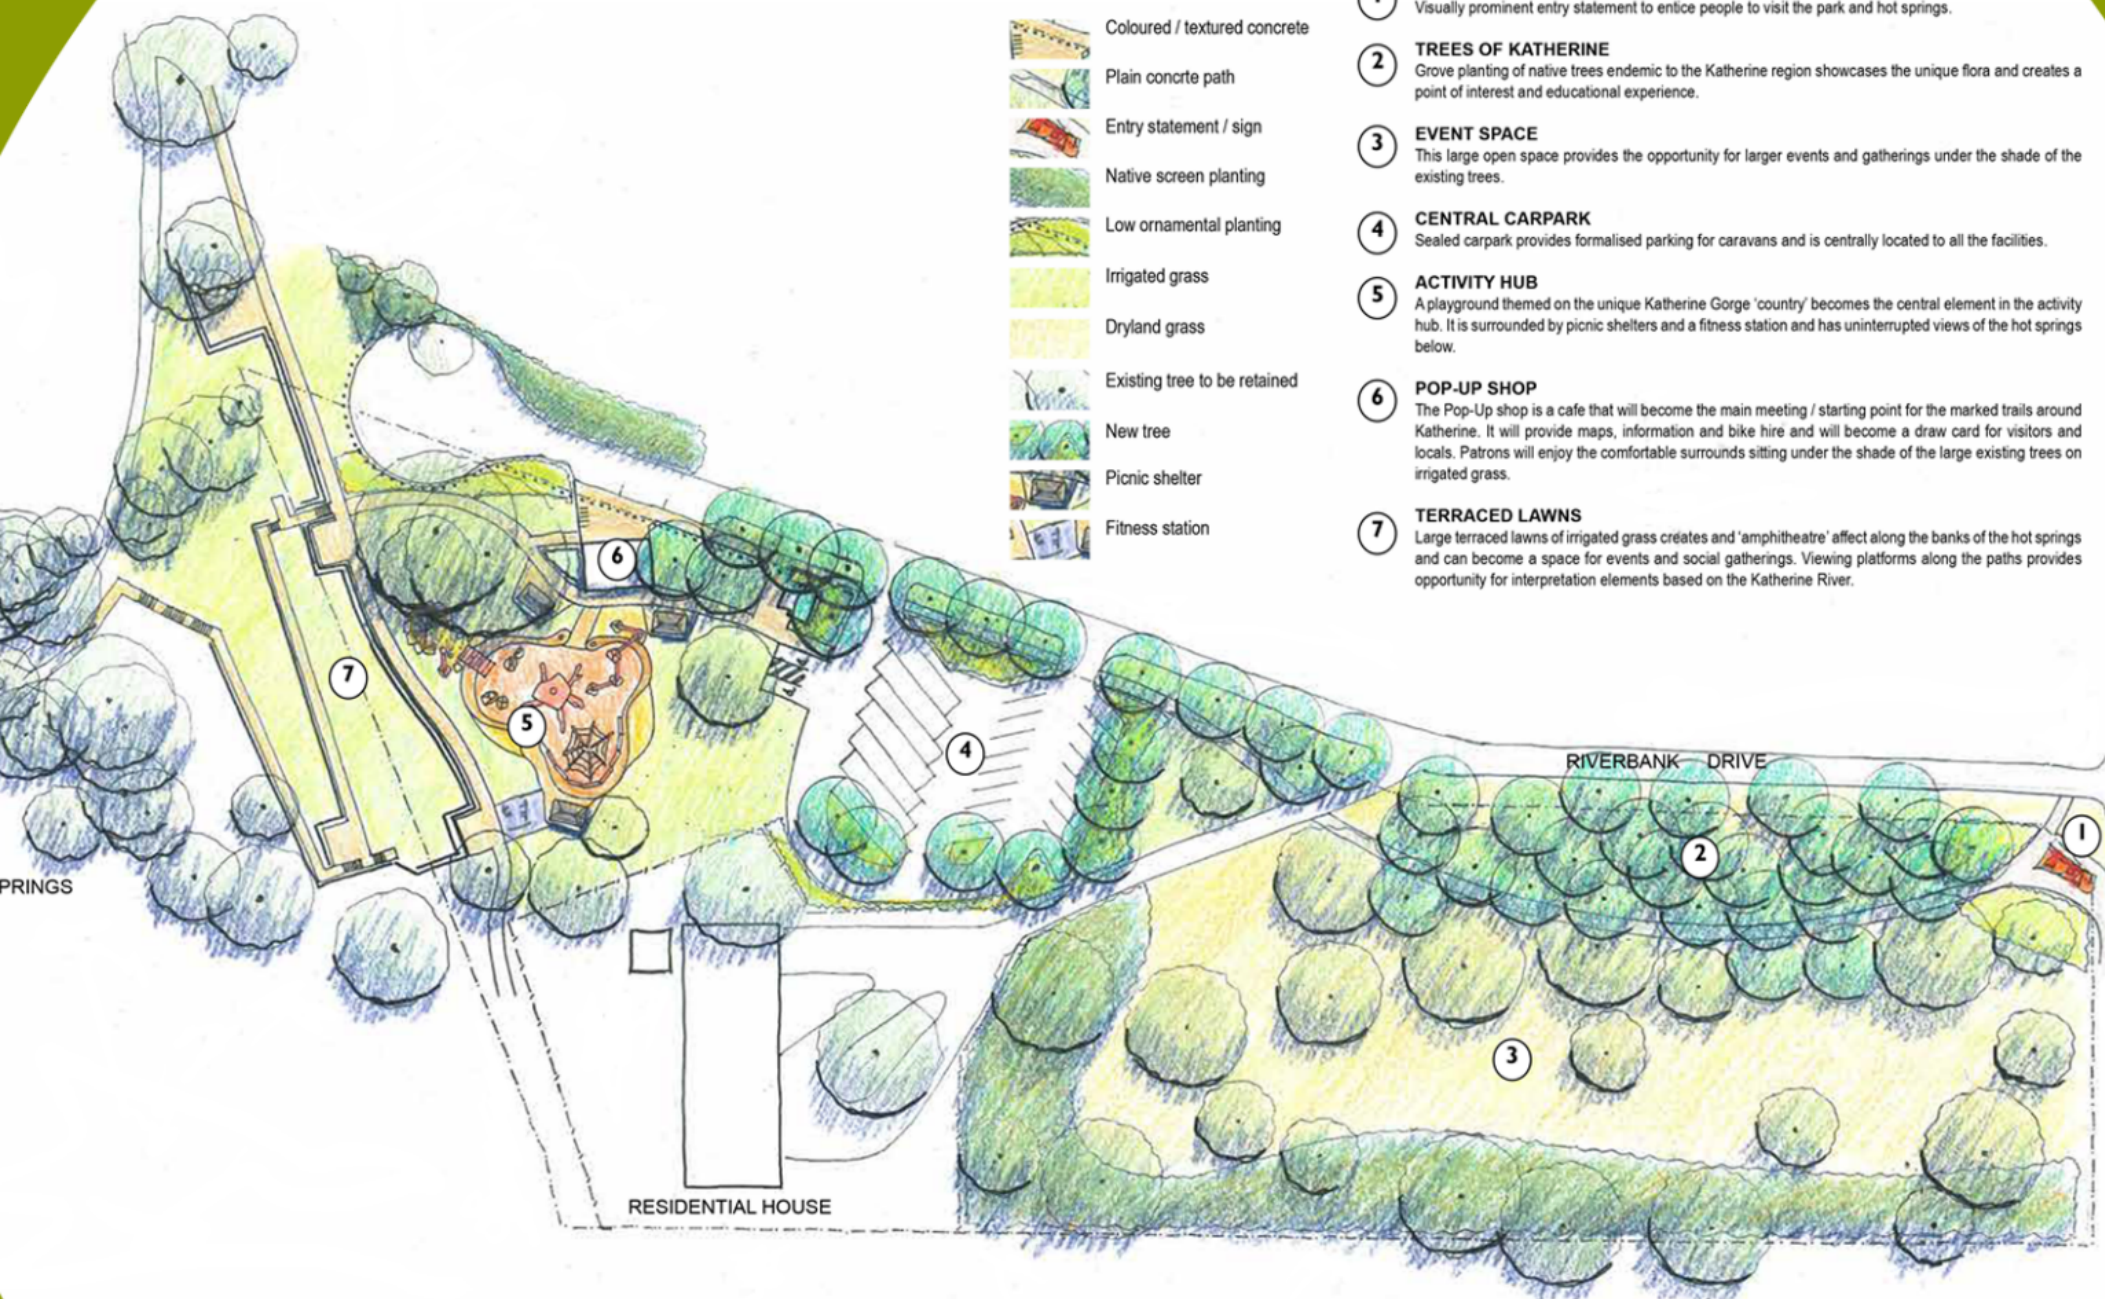 Coloured / textured concrete
Plain concrte path
Entry statement / sign
Native screen planting
Low ornamental planting
Irrigated grass
Dryland grass
Existing tree to be retained
New tree
Picnic shelter
Fitness station
Visually prominent entry statement to entice people to visit the park and hot springs.
2
TREES OF KATHERINE
Grove planting of native trees endemic to the Katherine region showcases the unique flora and creates a
point of interest and educational experience.
3
EVENT SPACE
This large open space provides the opportunity for larger events and gatherings under the shade of the
existing trees.
4
CENTRAL CARPARK
Sealed carpark provides formalised parking for caravans and is centrally located to all the facilities.
5
ACTIVITY HUB
A playground themed on the unique Katherine Gorge 'country' becomes the central element in the activity
hub. It is surrounded by picnic shelters and a fitness station and has uninterrupted views of the hot springs
below.
6
POP-UP SHOP
The Pop-Up shop is a cafe that will become the main meeting / starting point for the marked trails around
Katherine. It will provide maps, information and bike hire and will become a draw card for visitors and
locals. Patrons will enjoy the comfortable surrounds sitting under the shade of the large existing trees on
irrigated grass.
7
TERRACED LAWNS
Large terraced lawns of irrigated grass creates and 'amphitheatre' affect along the banks of the hot springs
and can become a space for events and social gatherings. Viewing platforms along the paths provides
opportunity for interpretation elements based on the Katherine River.
6
7
5
4
RIVERBANK DRIVE
1
2
PRINGS
3
RESIDENTIAL HOUSE